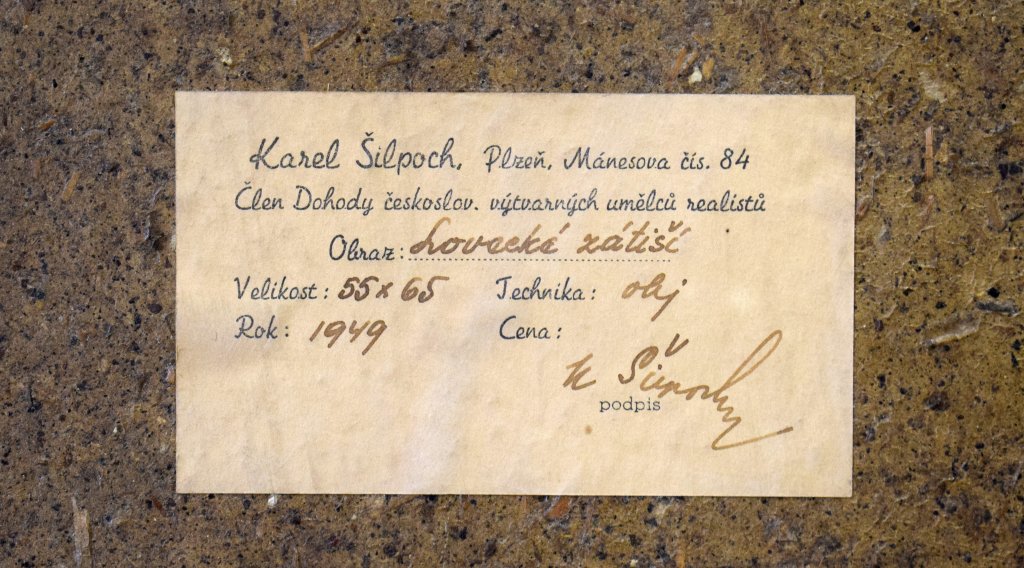 Karel Šilpoch, Plzeň, Mánesova čís. 84
Člen Dohody českoslov. výtvarných umělců realistů
Obraz: Lovecké zátiší
Velikost: 55 x 65 Technika: olej
Rok: 1949 Cena:
K Šilpoch
podpis